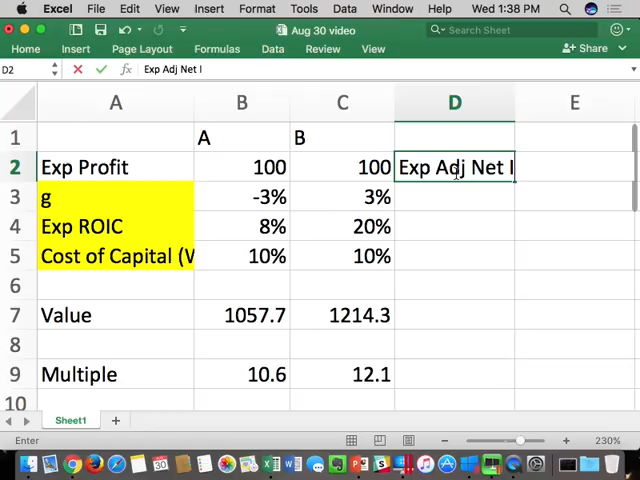 Excel File Edit View Insert Format Tools Data Window Help Wed 1:38 PM
Aug 30 video
Search Sheet
Home Insert Page Layout Formulas Data Review View Share
D2 fx Exp Adj Net I
A B C D E
1 A B
2 Exp Profit 100 100 Exp Adj Net I
3 g -3% 3%
4 Exp ROIC 8% 20%
5 Cost of Capital (W 10% 10%
6
7 Value 1057.7 1214.3
8
9 Multiple 10.6 12.1
10
Sheet1
Enter 230%